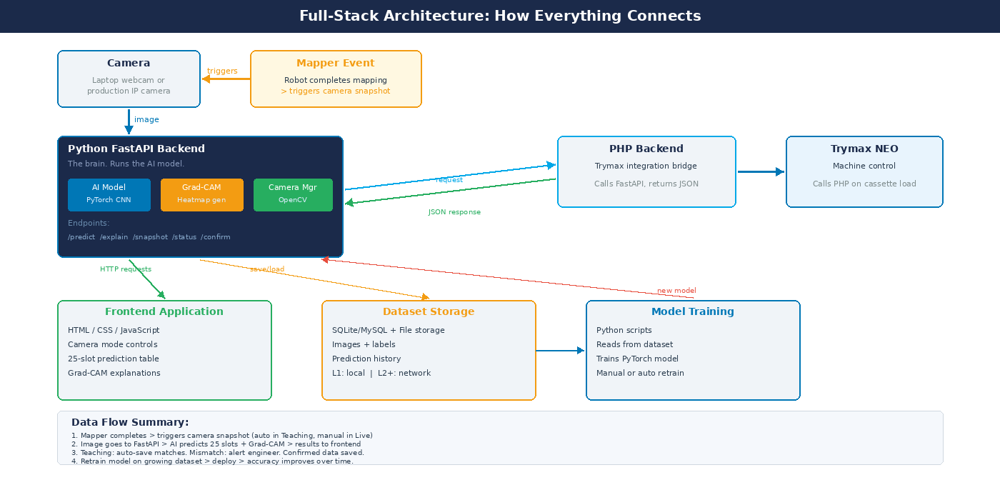 Full-Stack Architecture: How Everything Connects
Camera
Laptop webcam or
production IP camera
triggers
Mapper Event
Robot completes mapping
> triggers camera snapshot
image
Python FastAPI Backend
The brain. Runs the AI model.
AI Model
PyTorch CNN
Grad-CAM
Heatmap gen
Camera Mgr
OpenCV
Endpoints:
/predict /explain /snapshot /status /confirm
request
JSON response
PHP Backend
Trymax integration bridge
Calls FastAPI, returns JSON
Trymax NEO
Machine control
Calls PHP on cassette load
HTTP requests
save/load
new model
Frontend Application
HTML / CSS / JavaScript
Camera mode controls
25-slot prediction table
Grad-CAM explanations
Dataset Storage
SQLite/MySQL + File storage
Images + labels
Prediction history
L1: local | L2+: network
Model Training
Python scripts
Reads from dataset
Trains PyTorch model
Manual or auto retrain
Data Flow Summary:
1. Mapper completes > triggers camera snapshot (auto in Teaching, manual in Live)
2. Image goes to FastAPI > AI predicts 25 slots + Grad-CAM > results to frontend
3. Teaching: auto-save matches. Mismatch: alert engineer. Confirmed data saved.
4. Retrain model on growing dataset > deploy > accuracy improves over time.